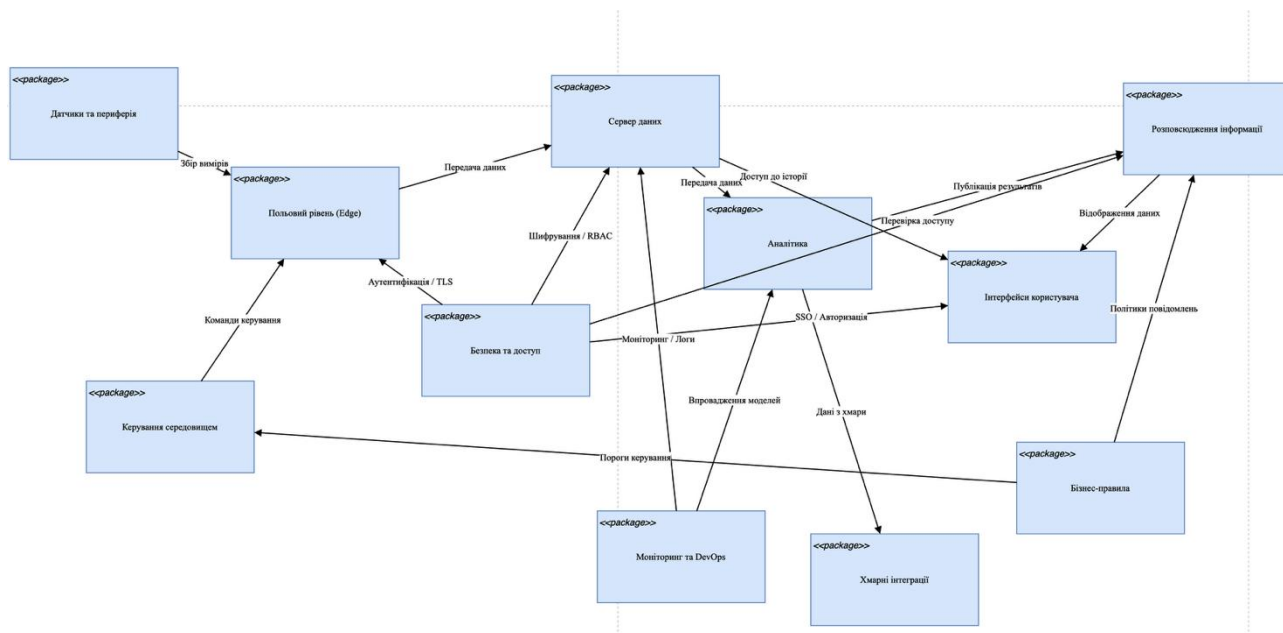 <<package>>
Датчики та периферія
<<package>>
Сервер даних
<<package>>
Розповсюдження інформації
Збір вимірів
<<package>>
Польовий рівень (Edge)
Передача даних
Передача даних
Доступ до історії
Публікація результатів
<<package>>
Аналітика
Перевірка доступу
Відображення даних
Шифрування / RBAC
<<package>>
Інтерфейси користувача
Аутентифікація / TLS
<<package>>
Безпека та доступ
Команди керування
SSO / Авторизація
Політики повідомлень
Моніторинг / Логи
<<package>>
Керування середовищем
Впровадження моделей
Дані з хмари
Пороги керування
<<package>>
Бізнес-правила
<<package>>
Моніторинг та DevOps
<<package>>
Хмарні інтеграції